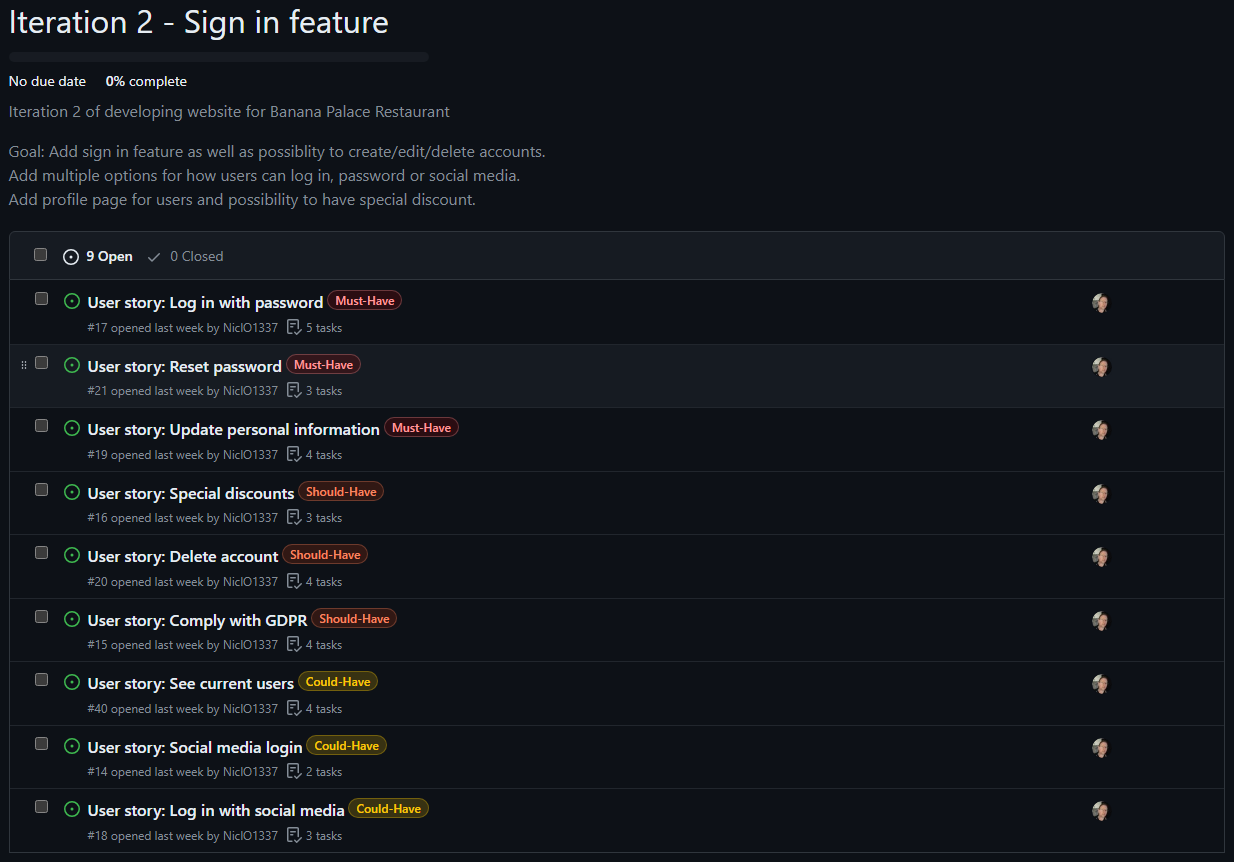 Iteration 2 - Sign in feature
No due date 0% complete
Iteration 2 of developing website for Banana Palace Restaurant
Goal: Add sign in feature as well as possiblity to create/edit/delete accounts.
Add multiple options for how users can log in, password or social media.
Add profile page for users and possibility to have special discount.
9 Open 0 Closed
User story: Log in with password Must-Have
#17 opened last week by NicIO1337 5 tasks
User story: Reset password Must-Have
#21 opened last week by NicIO1337 3 tasks
User story: Update personal information Must-Have
#19 opened last week by NicIO1337 4 tasks
User story: Special discounts Should-Have
#16 opened last week by NicIO1337 3 tasks
User story: Delete account Should-Have
#20 opened last week by NicIO1337 4 tasks
User story: Comply with GDPR Should-Have
#15 opened last week by NicIO1337 4 tasks
User story: See current users Could-Have
#40 opened last week by NicIO1337 4 tasks
User story: Social media login Could-Have
#14 opened last week by NicIO1337 2 tasks
User story: Log in with social media Could-Have
#18 opened last week by NicIO1337 3 tasks